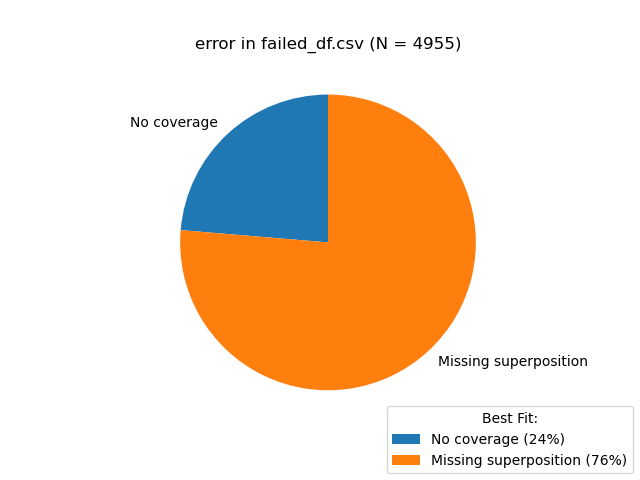 error in failed_df.csv (N = 4955)
No coverage
Missing superposition
Best Fit:
No coverage (24%)
Missing superposition (76%)